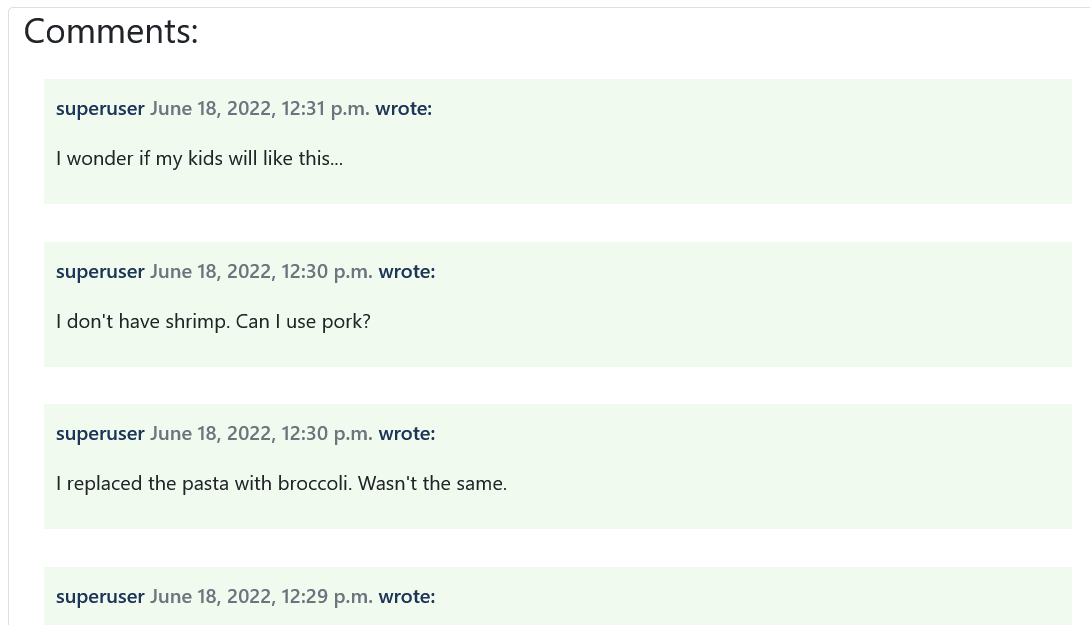 Comments:
superuser June 18, 2022, 12:31 p.m. wrote:
I wonder if my kids will like this...
superuser June 18, 2022, 12:30 p.m. wrote:
I don't have shrimp. Can I use pork?
superuser June 18, 2022, 12:30 p.m. wrote:
I replaced the pasta with broccoli. Wasn't the same.
superuser June 18, 2022, 12:29 p.m. wrote: